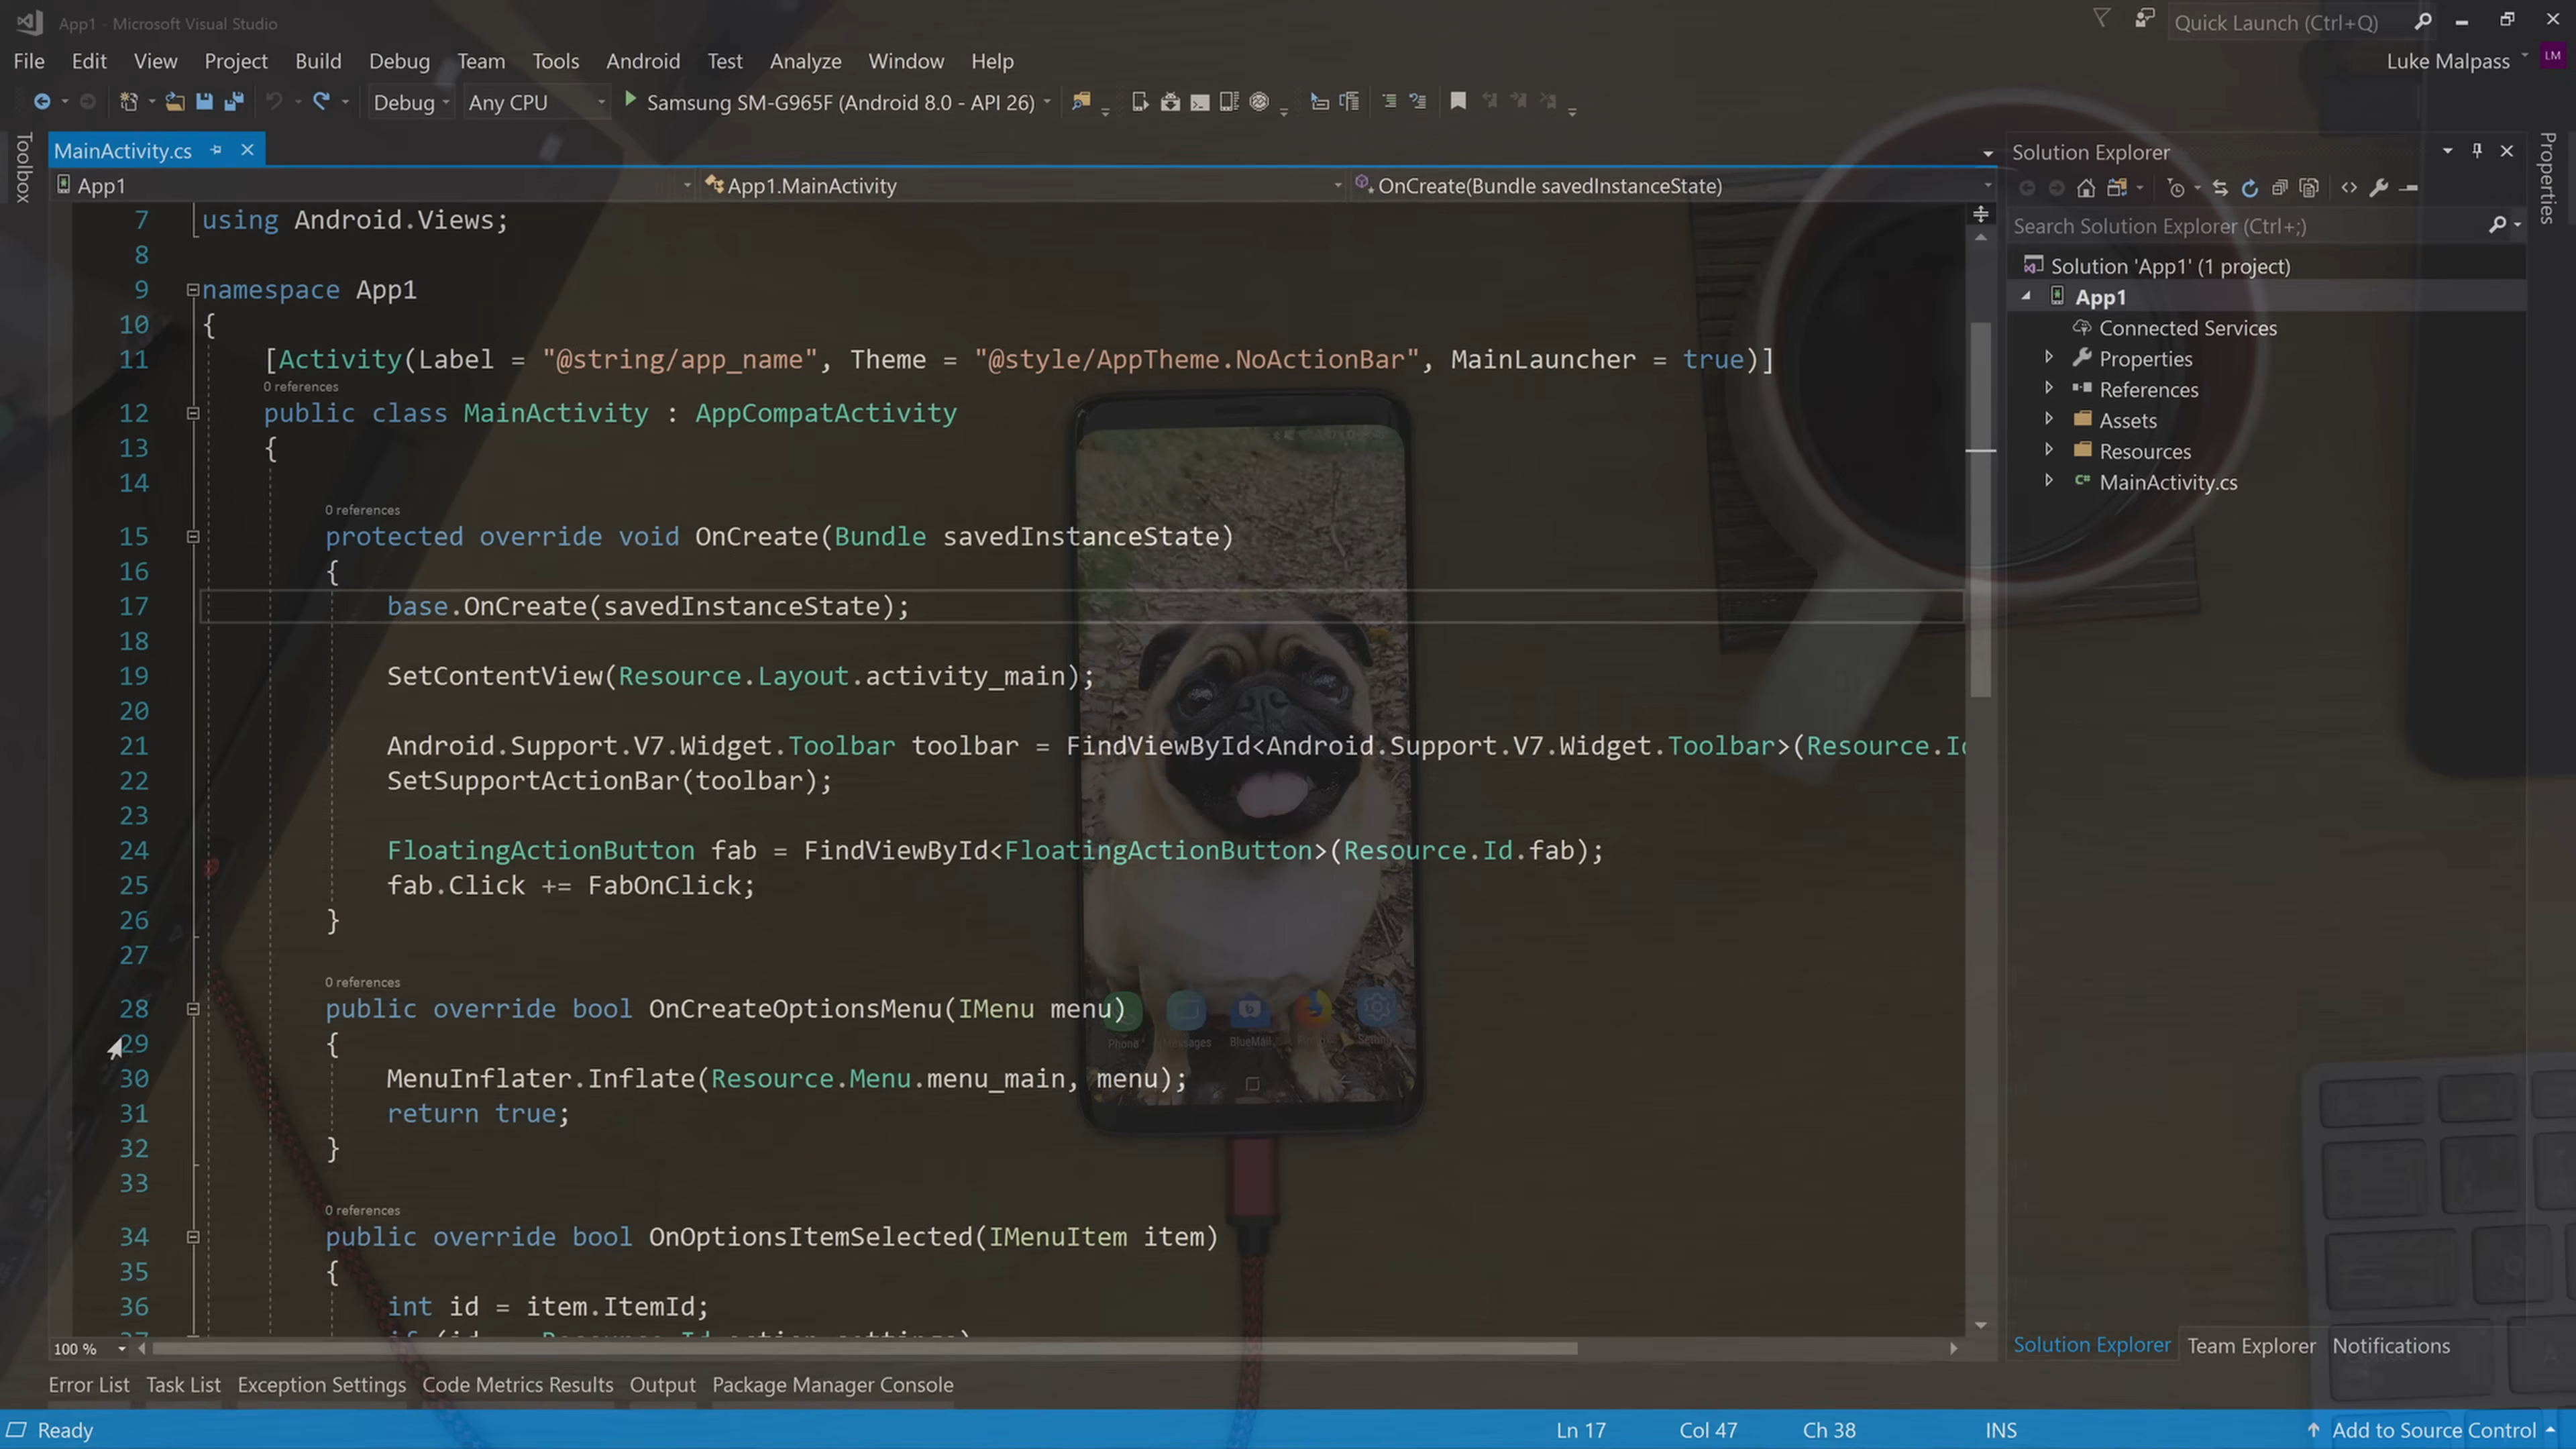 App1 - Microsoft Visual Studio
Quick Launch (Ctrl+Q)
File Edit View Project Build Debug Team Tools Android Test Analyze Window Help
Luke Malpass LM
Debug Any CPU Samsung SM-G965F (Android 8.0 - API 26)
Toolbox
MainActivity.cs
App1 App1.MainActivity OnCreate(Bundle savedInstanceState)
7 using Android.Views;
8
9 namespace App1
10 {
11 [Activity(Label = "@string/app_name", Theme = "@style/AppTheme.NoActionBar", MainLauncher = true)]
0 references
12 public class MainActivity : AppCompatActivity
13 {
14
0 references
15 protected override void OnCreate(Bundle savedInstanceState)
16 {
17 base.OnCreate(savedInstanceState);
18
19 SetContentView(Resource.Layout.activity_main);
20
21 Android.Support.V7.Widget.Toolbar toolbar = FindViewById<Android.Support.V7.Widget.Toolbar>(Resource.Id
22 SetSupportActionBar(toolbar);
23
24 FloatingActionButton fab = FindViewById<FloatingActionButton>(Resource.Id.fab);
25 fab.Click += FabOnClick;
26 }
27
0 references
28 public override bool OnCreateOptionsMenu(IMenu menu)
29 {
30 MenuInflater.Inflate(Resource.Menu.menu_main, menu);
31 return true;
32 }
33
0 references
34 public override bool OnOptionsItemSelected(IMenuItem item)
35 {
36 int id = item.ItemId;
Phone Messages BlueMail
100 %
Solution Explorer
Search Solution Explorer (Ctrl+;)
Solution 'App1' (1 project)
App1
Connected Services
Properties
References
Assets
Resources
C# MainActivity.cs
Properties
Solution Explorer Team Explorer Notifications
Error List Task List Exception Settings Code Metrics Results Output Package Manager Console
Ready Ln 17 Col 47 Ch 38 INS Add to Source Control